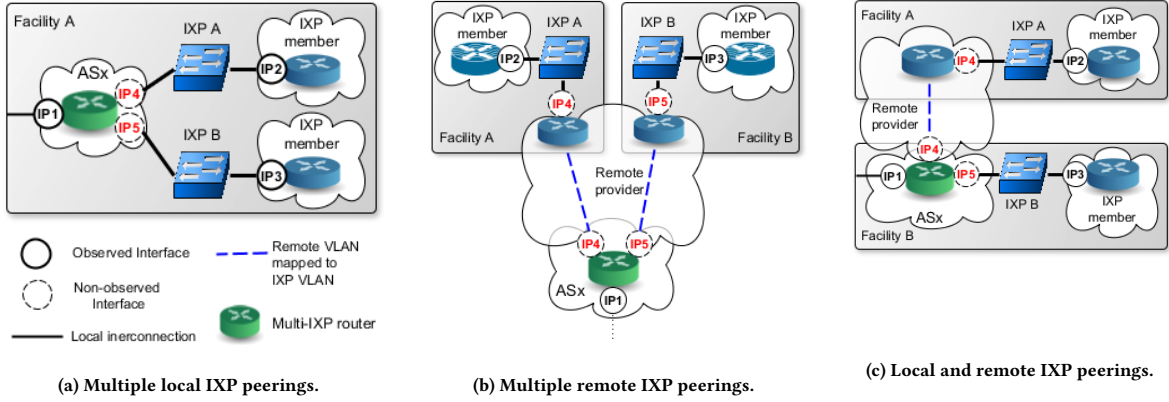 Facility A
IXP A
IXP
member
ASx
IP4
IP2
IP1
IP5
IXP B
IXP
member
IP3
Observed Interface
Non-observed
Interface
Local inerconnection
Remote VLAN
mapped to
IXP VLAN
Multi-IXP router
(a) Multiple local IXP peerings.
IXP
member
IXP A
IP2
IP4
Facility A
IXP B
IXP
member
IP3
IP5
Facility B
Remote
provider
IP4
IP5
ASx
IP1
(b) Multiple remote IXP peerings.
Facility A
IXP A
IXP
member
IP4
IP2
Remote
provider
IP4
IP1
IP5
IP3
ASx
IXP B
IXP
member
Facility B
(c) Local and remote IXP peerings.